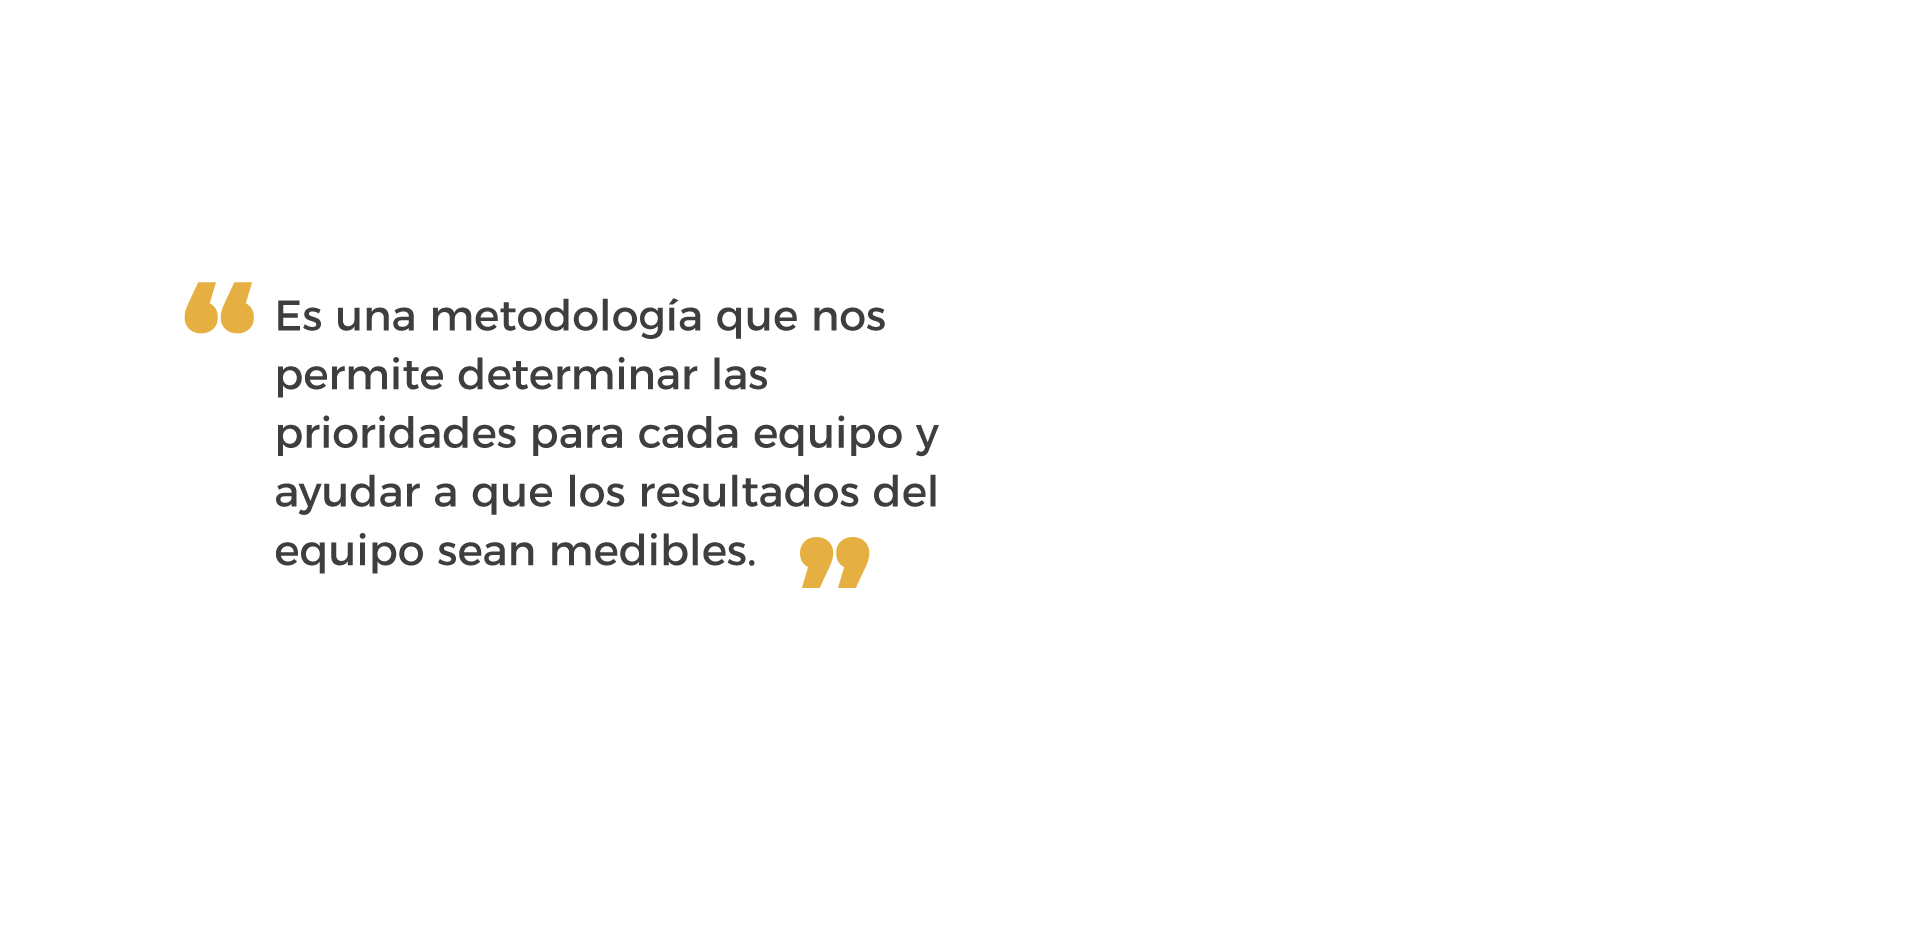 “Es una metodología que nos
permite determinar las
prioridades para cada equipo y
ayudar a que los resultados del
equipo sean medibles.”